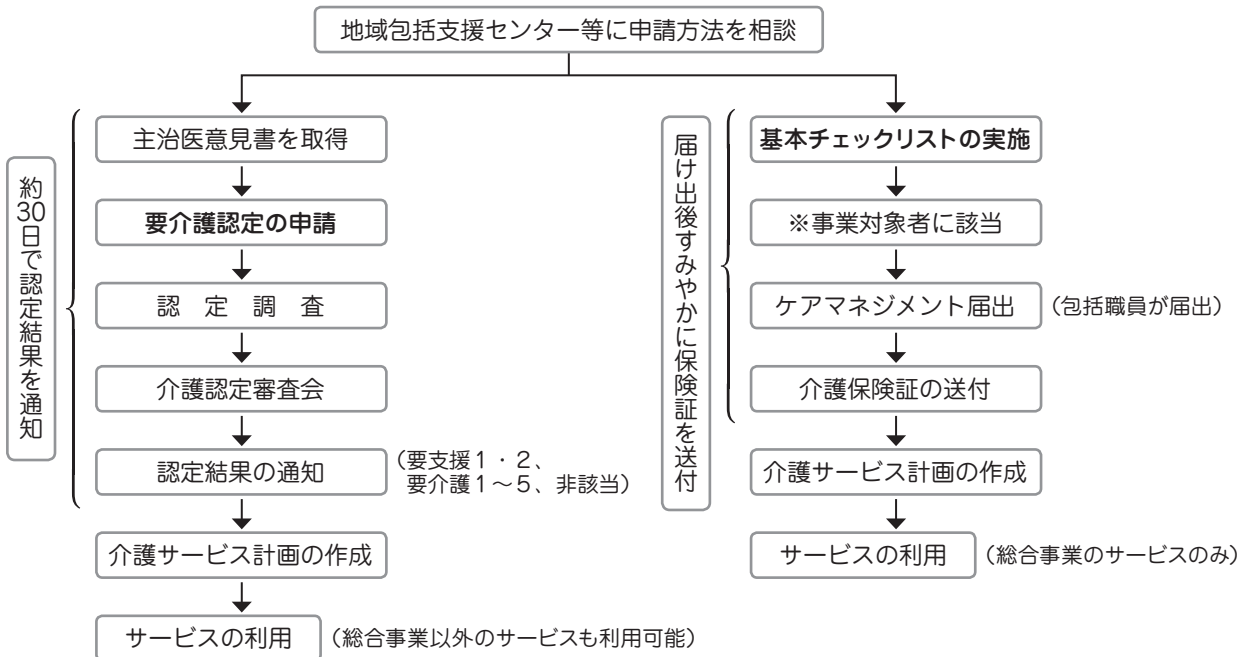 地域包括支援センター等に申請方法を相談
約30日で認定結果を通知
主治医意見書を取得
要介護認定の申請
認定調査
介護認定審査会
認定結果の通知
（要支援１・２、
要介護１～５、非該当）
介護サービス計画の作成
サービスの利用
（総合事業以外のサービスも利用可能）
届け出後すみやかに保険証を送付
基本チェックリストの実施
※事業対象者に該当
ケアマネジメント届出
（包括職員が届出）
介護保険証の送付
介護サービス計画の作成
サービスの利用
（総合事業のサービスのみ）